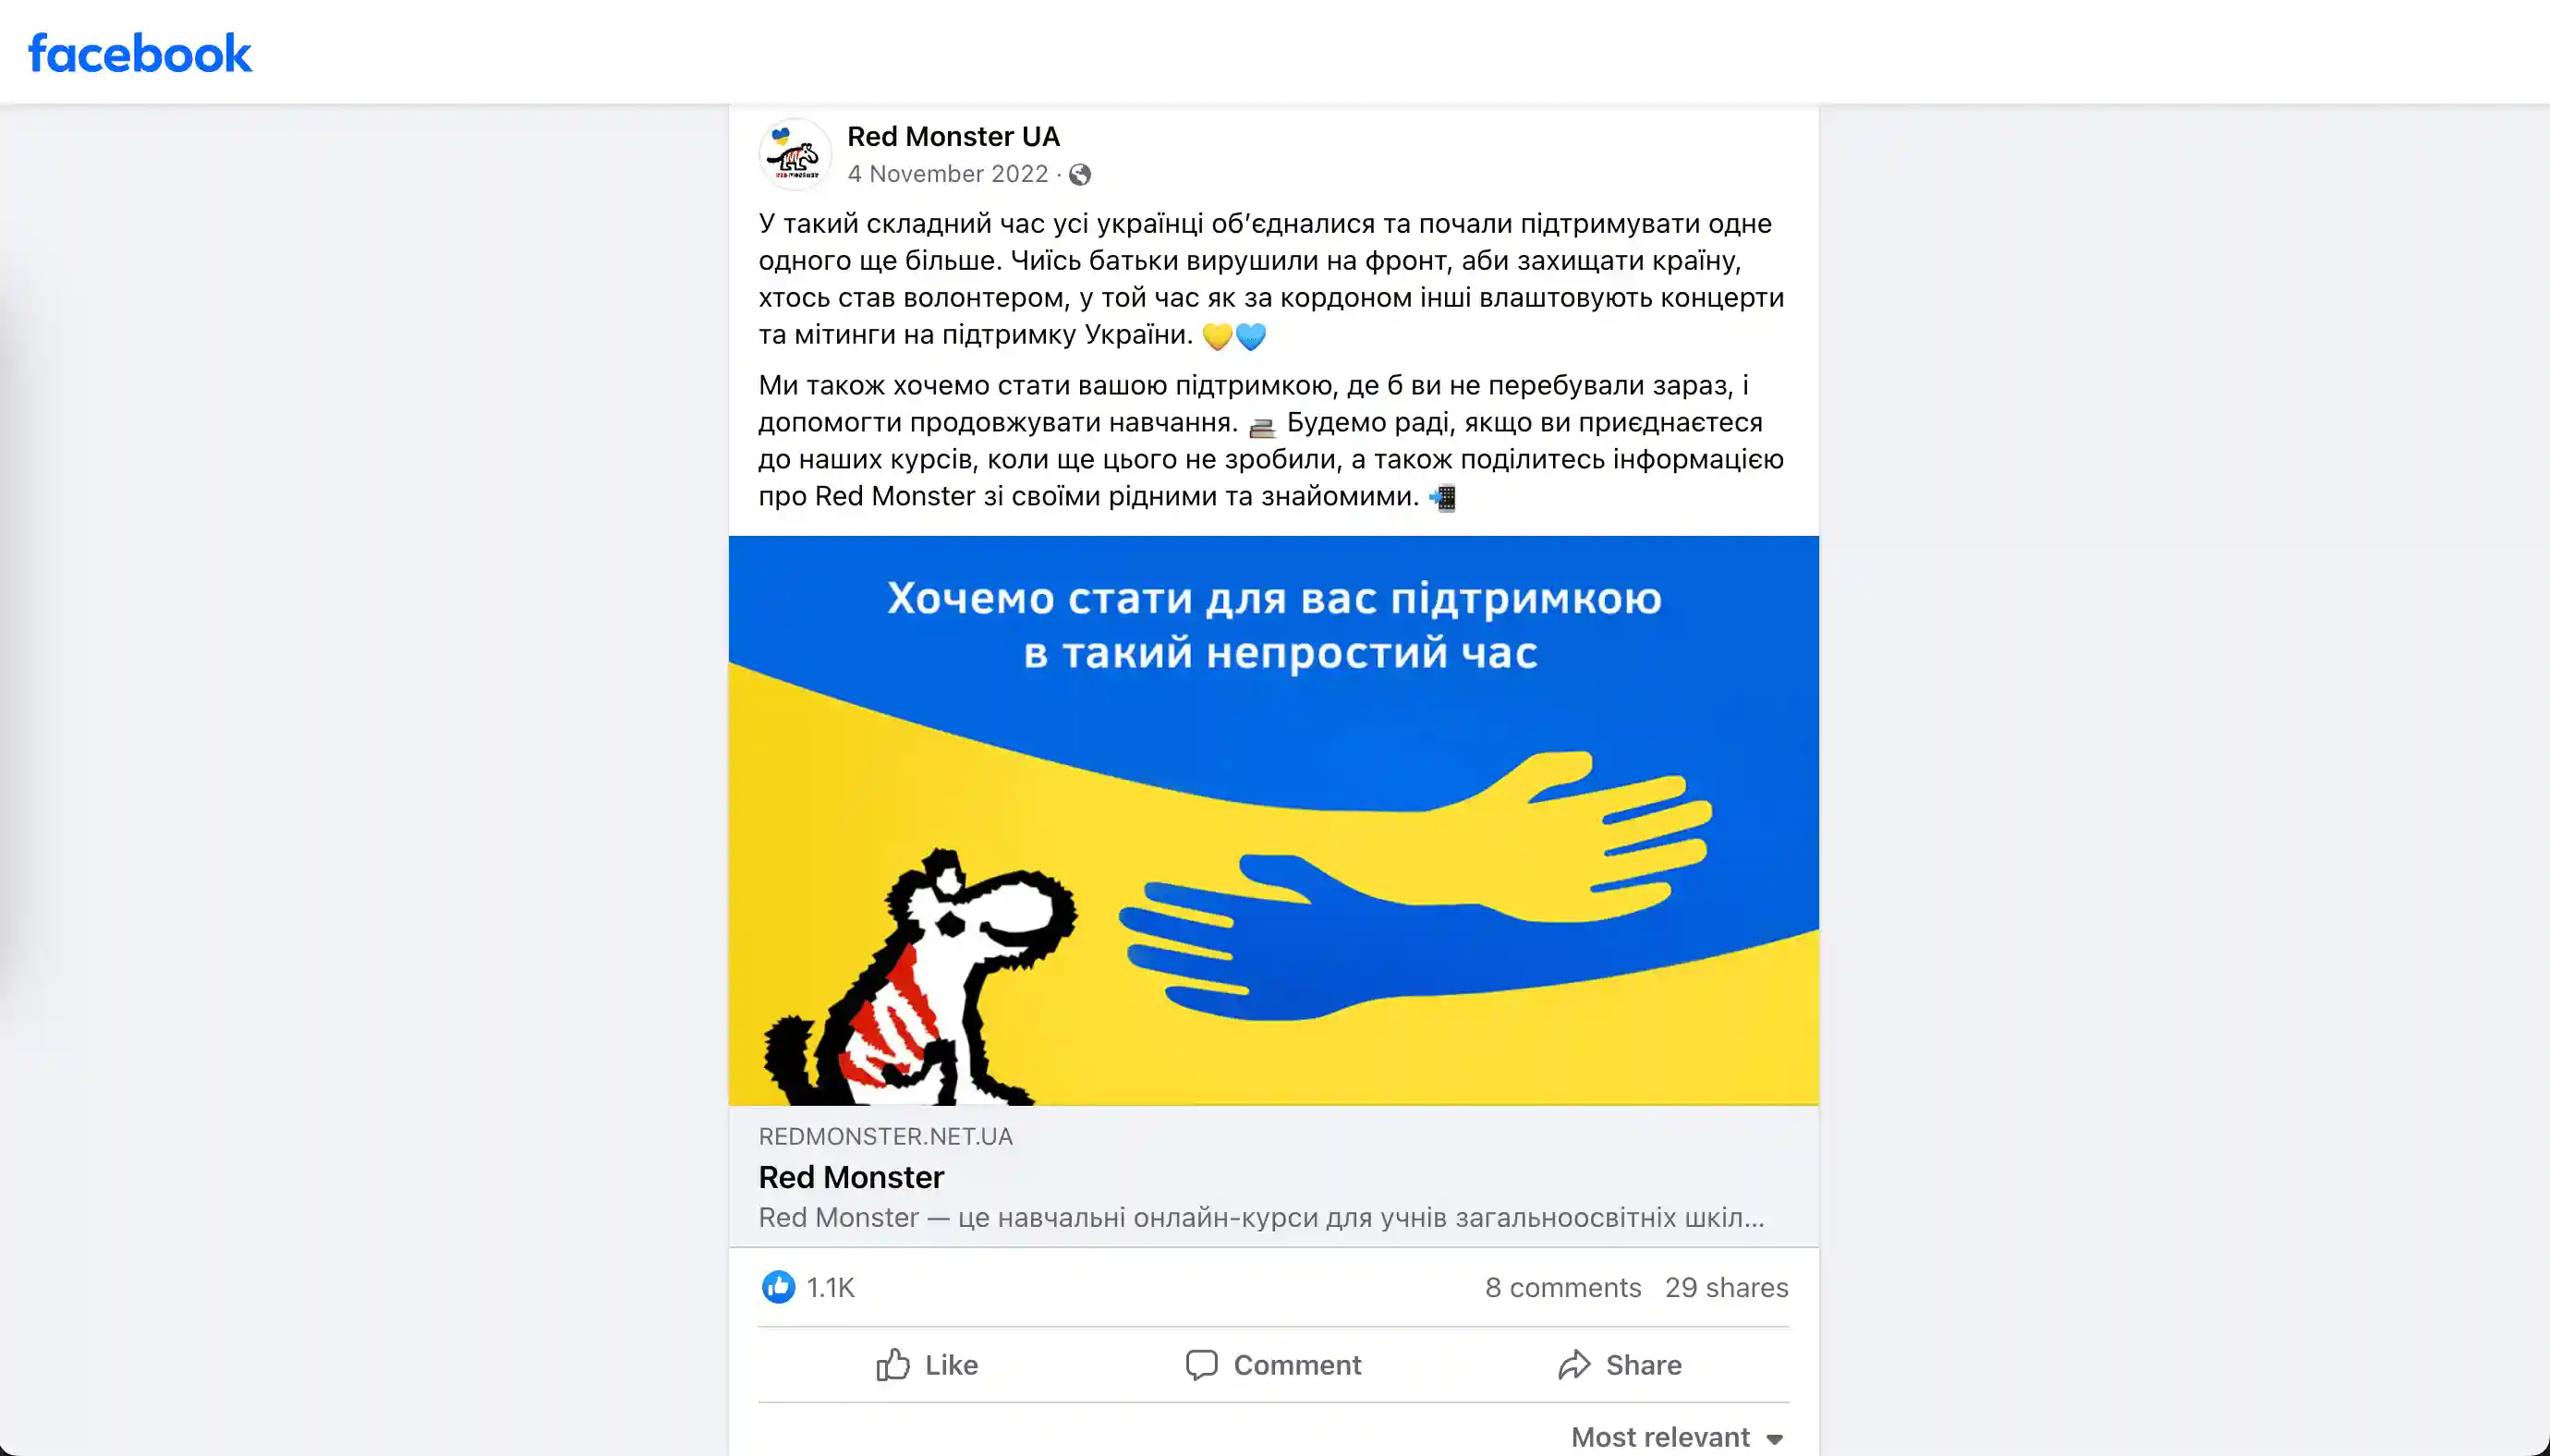 facebook
Red Monster UA
4 November 2022 ·
У такий складний час усі українці об’єдналися та почали підтримувати одне
одного ще більше. Чиїсь батьки вирушили на фронт, аби захищати країну,
хтось став волонтером, у той час як за кордоном інші влаштовують концерти
та мітинги на підтримку України. 💛💙
Ми також хочемо стати вашою підтримкою, де б ви не перебували зараз, і
допомогти продовжувати навчання. 📚 Будемо раді, якщо ви приєднаєтеся
до наших курсів, коли ще цього не зробили, а також поділитесь інформацією
про Red Monster зі своїми рідними та знайомими. 📲
Хочемо стати для вас підтримкою
в такий непростий час
REDMONSTER.NET.UA
Red Monster
Red Monster — це навчальні онлайн-курси для учнів загальноосвітніх шкіл...
1.1K
8 comments 29 shares
Like Comment Share
Most relevant